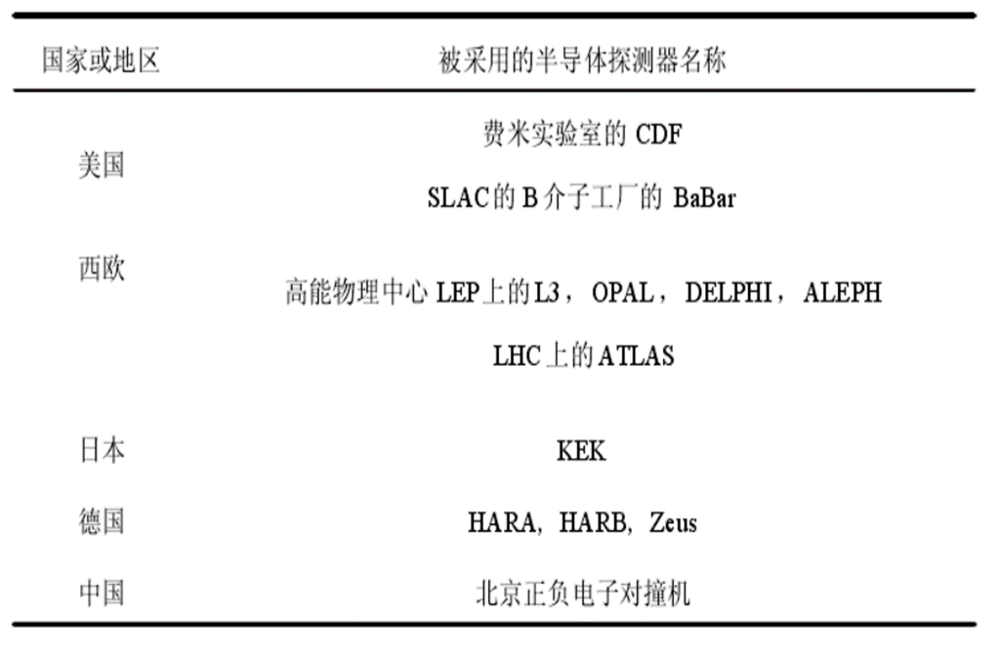 国家或地区 被采用的半导体探测器名称
美国 费米实验室的 CDF
SLAC的 B 介子工厂的 BaBar
西欧
高能物理中心 LEP上的L3，OPAL，DELPHI，ALEPH
LHC 上的ATLAS
日本 KEK
德国 HARA, HARB, Zeus
中国 北京正负电子对撞机